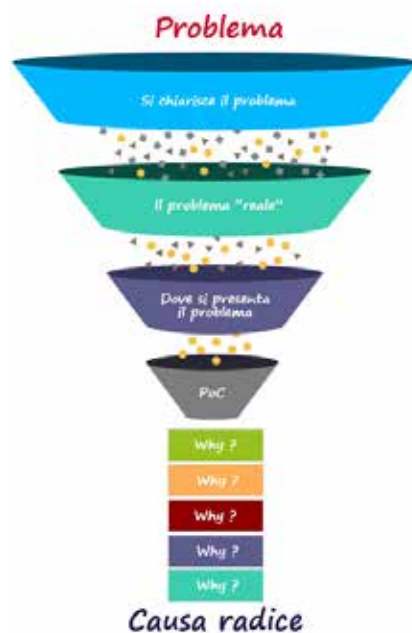 Problema
Si chiarisce il problema
Il problema "reale"
Dove si presenta
il problema
PoC
Why ?
Why ?
Why ?
Why ?
Why ?
Causa radice